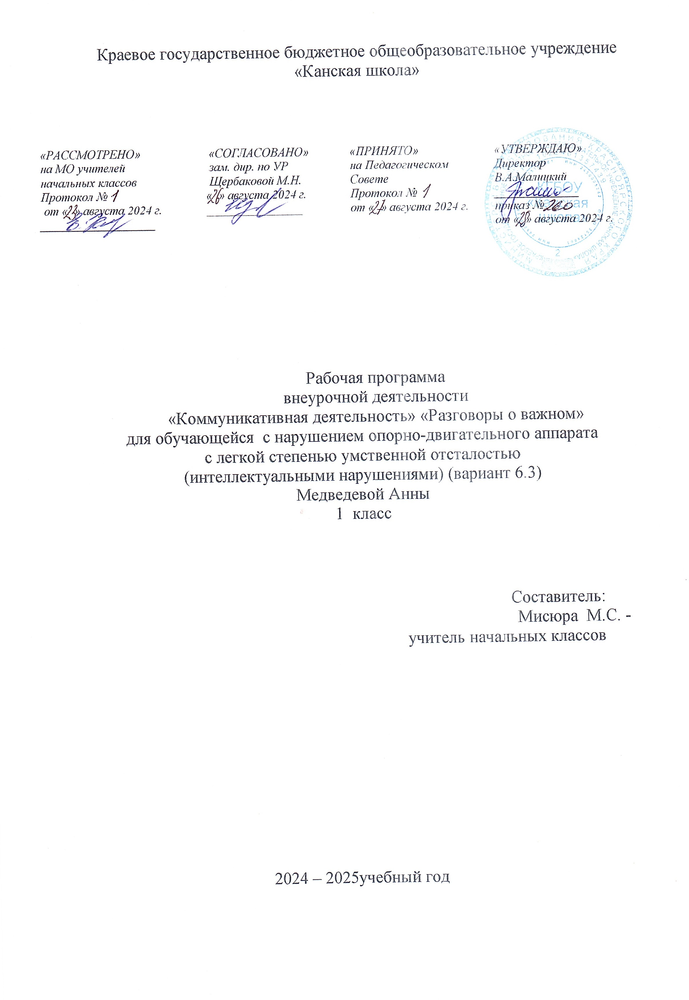 Краевое государственное бюджетное общеобразовательное учреждение
«Канская школа»
«РАССМОТРЕНО»
на МО учителей
начальных классов
Протокол № 1
от «23» августа 2024 г.
«СОГЛАСОВАНО»
зам. дир. по УР
Щербаковой М.Н.
«26» августа 2024 г.
«ПРИНЯТО»
на Педагогическом
Совете
Протокол № 1
от «27» августа 2024 г.
«УТВЕРЖДАЮ»
Директор
В.А.Малицкий
приказ № 260
от « » августа 2024 г.
КГБОУ
«Канская
школа»
2
Рабочая программа
внеурочной деятельности
«Коммуникативная деятельность» «Разговоры о важном»
для обучающейся с нарушением опорно-двигательного аппарата
с легкой степенью умственной отсталостью
(интеллектуальными нарушениями) (вариант 6.3)
Медведевой Анны
1 класс
Составитель:
Мисюра М.С. -
учитель начальных классов
2024 – 2025учебный год